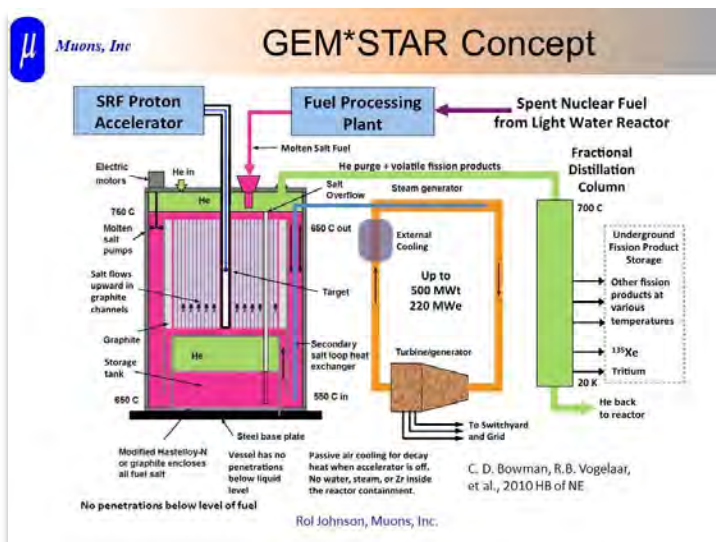 μ Muons, Inc
GEM*STAR Concept
SRF Proton
Accelerator
Fuel Processing
Plant
Spent Nuclear Fuel
from Light Water Reactor
Molten Salt Fuel
Electric
motors
He in
He
Salt
Overflow
He purge + volatile fission products
Steam generator
Fractional
Distillation
Column
760 C
650 C out
700 C
Molten
salt
pumps
External
Cooling
Underground
Fission Product
Storage
Salt flows
upward in
graphite
channels
Target
Up to
500 MWt
220 MWe
Other fission
products at
various
temperatures
Graphite
He
Storage
tank
Secondary
salt loop heat
exchanger
Turbine/generator
135Xe
Tritium
650 C
550 C in
20 K
He back
to reactor
Steel base plate
To Switchyard
and Grid
Modified Hastelloy-N
or graphite encloses
all fuel salt
Vessel has no
penetrations
below liquid
level
Passive air cooling for decay
heat when accelerator is off.
No water, steam, or Zr inside
the reactor containment.
C. D. Bowman, R.B. Vogelaar,
et al., 2010 HB of NE
No penetrations below level of fuel
Rol Johnson, Muons, Inc.